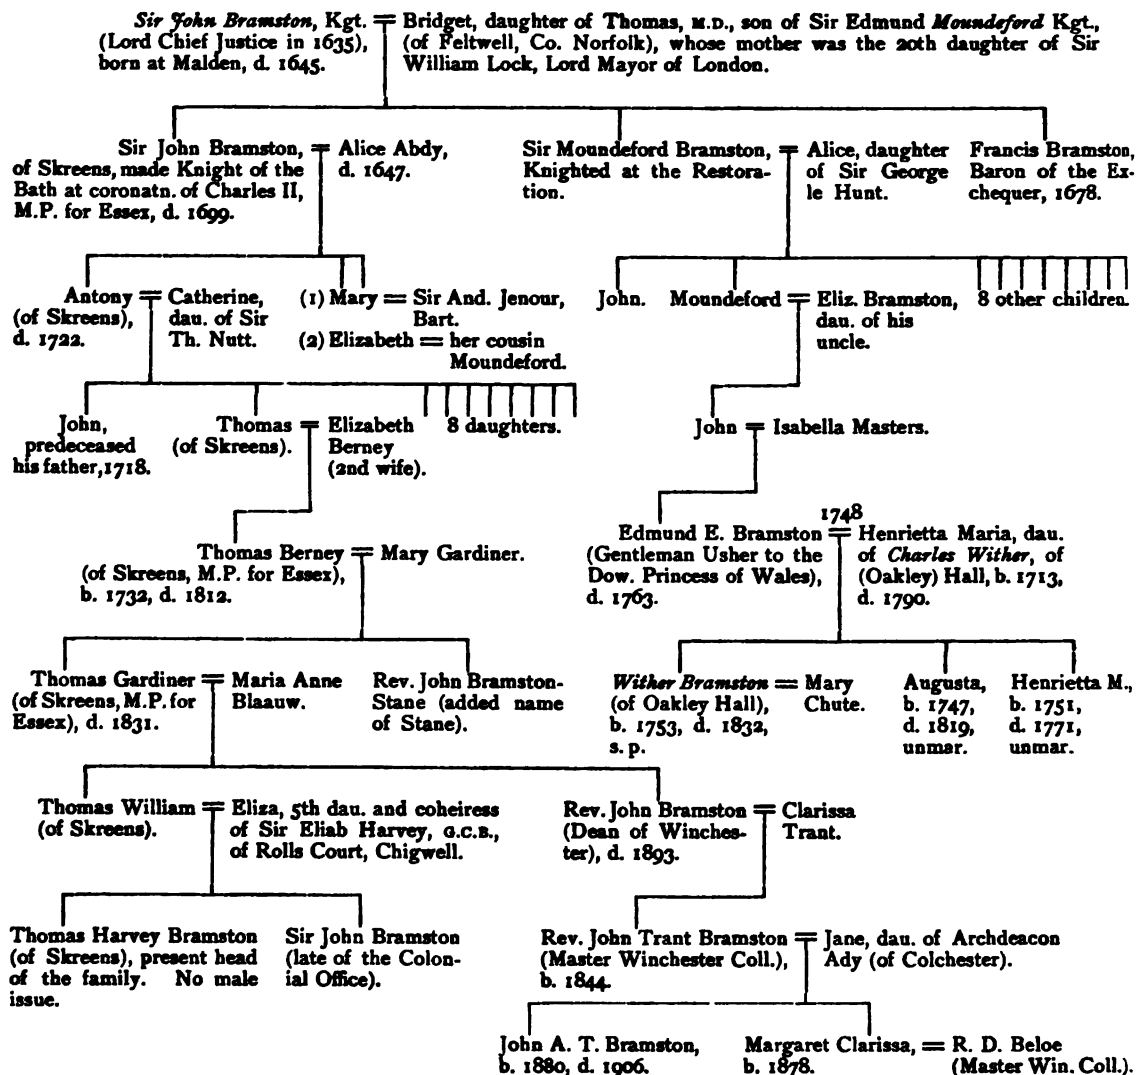 Sir John Bramston, Kgt. = Bridget, daughter of Thomas, M.D., son of Sir Edmund Moundeford Kgt.,
(Lord Chief Justice in 1635), (of Feltwell, Co. Norfolk), whose mother was the 20th daughter of Sir
born at Malden, d. 1645. William Lock, Lord Mayor of London.
Sir John Bramston, = Alice Abdy,
of Skreens, made Knight of the d. 1647.
Bath at coronatn. of Charles II,
M.P. for Essex, d. 1699.
Sir Moundeford Bramston, = Alice, daughter
Knighted at the Restora- of Sir George
tion. le Hunt.
Francis Bramston,
Baron of the Ex-
chequer, 1678.
Antony = Catherine,
(of Skreens), dau. of Sir
d. 1722. Th. Nutt.
(1) Mary = Sir And. Jenour,
Bart.
(2) Elizabeth = her cousin
Moundeford.
John.
Moundeford = Eliz. Bramston,
dau. of his
uncle.
8 other children.
John,
predeceased
his father, 1718.
Thomas = Elizabeth
(of Skreens). Berney
(2nd wife).
8 daughters.
John = Isabella Masters.
Thomas Berney = Mary Gardiner.
(of Skreens, M.P. for Essex),
b. 1732, d. 1812.
1748
Edmund E. Bramston = Henrietta Maria, dau.
(Gentleman Usher to the of Charles Wither, of
Dow. Princess of Wales), (Oakley) Hall, b. 1713,
d. 1763. d. 1790.
Thomas Gardiner = Maria Anne
(of Skreens, M.P. for Blaauw.
Essex), d. 1831.
Rev. John Bramston-
Stane (added name
of Stane).
Wither Bramston = Mary
(of Oakley Hall), Chute.
b. 1753, d. 1832,
s. p.
Augusta,
b. 1747,
d. 1819,
unmar.
Henrietta M.,
b. 1751,
d. 1771,
unmar.
Thomas William = Eliza, 5th dau. and coheiress
(of Skreens). of Sir Eliab Harvey, G.C.B.,
of Rolls Court, Chigwell.
Rev. John Bramston = Clarissa
(Dean of Winches- Trant.
ter), d. 1893.
Thomas Harvey Bramston
(of Skreens), present head
of the family. No male
issue.
Sir John Bramston
(late of the Colon-
ial Office).
Rev. John Trant Bramston = Jane, dau. of Archdeacon
(Master Winchester Coll.), Ady (of Colchester).
b. 1844.
John A. T. Bramston,
b. 1880, d. 1906.
Margaret Clarissa, = R. D. Beloe
b. 1878. (Master Win. Coll.).